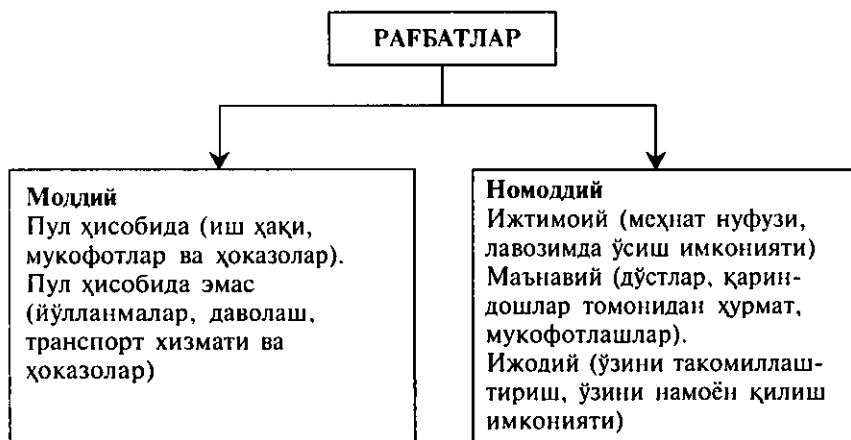 РАҒБАТЛАР
Моддий
Пул ҳисобида (иш ҳақи,
мукофотлар ва ҳоказолар).
Пул ҳисобида эмас
(йўлланмалар, даволаш,
транспорт хизмати ва
ҳоказолар)
Номоддий
Ижтимоий (меҳнат нуфузи,
лавозимда ўсиш имконияти)
Маънавий (дўстлар, қарин-
дошлар томонидан ҳурмат,
мукофотлашлар).
Ижодий (ўзини такомиллаш-
тириш, ўзини намоён қилиш
имконияти)